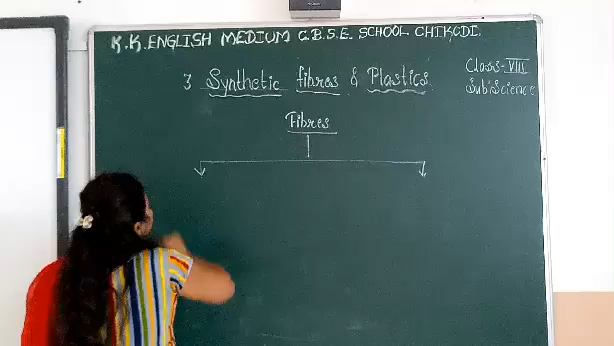 K.K. ENGLISH MEDIUM C.B.S.E. SCHOOL CHIKODI.
Class-VIII
3 Synthetic fibres & Plastics
Sub:Science
Fibres